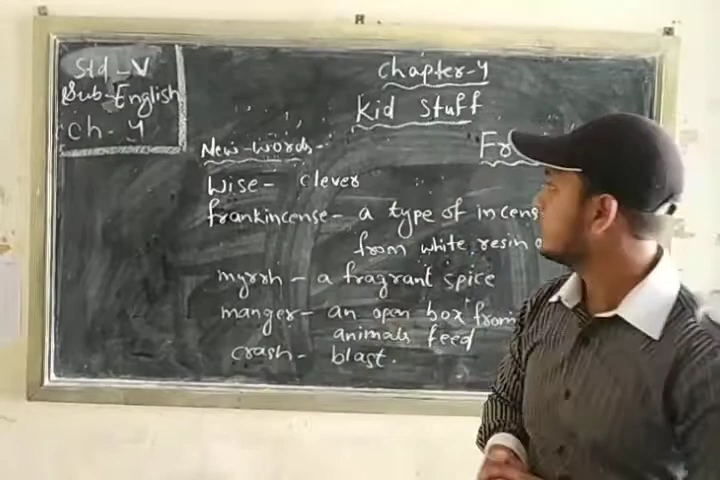 Std-V
Sub-English
Ch-4
Chapter-4
Kid Stuff
New-words-
Wise- clever
frankincense- a type of incens
from white resin
myrrh- a fragrant spice
manger- an open box from
animals feed
crash- blast.